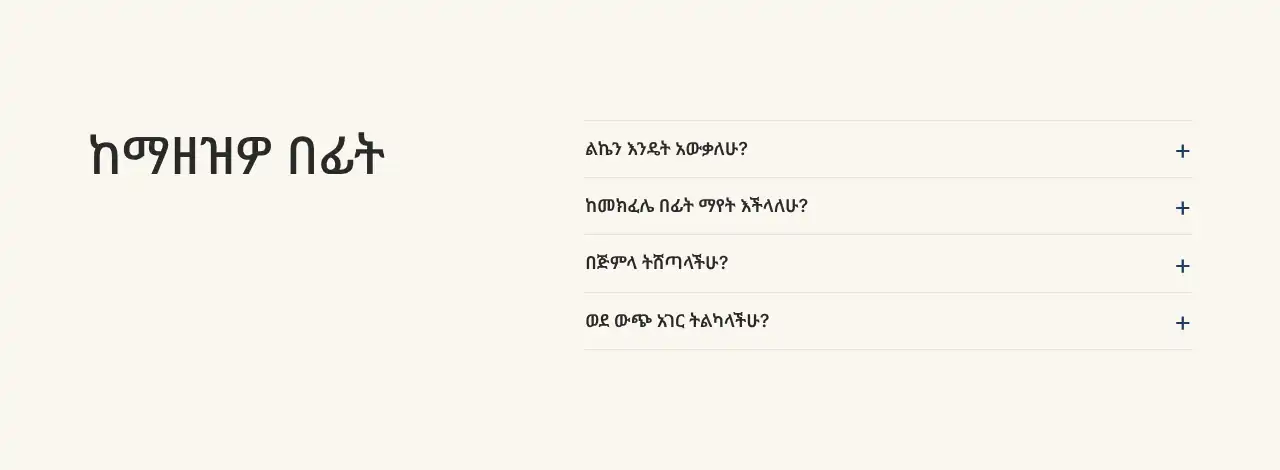 ከማዘዝዎ በፊት
ልኬን እንዴት አውቃለሁ?
ከመክፈሌ በፊት ማየት እችላለሁ?
በጅምላ ትሸጣላችሁ?
ወደ ውጭ አገር ትልካላችሁ?